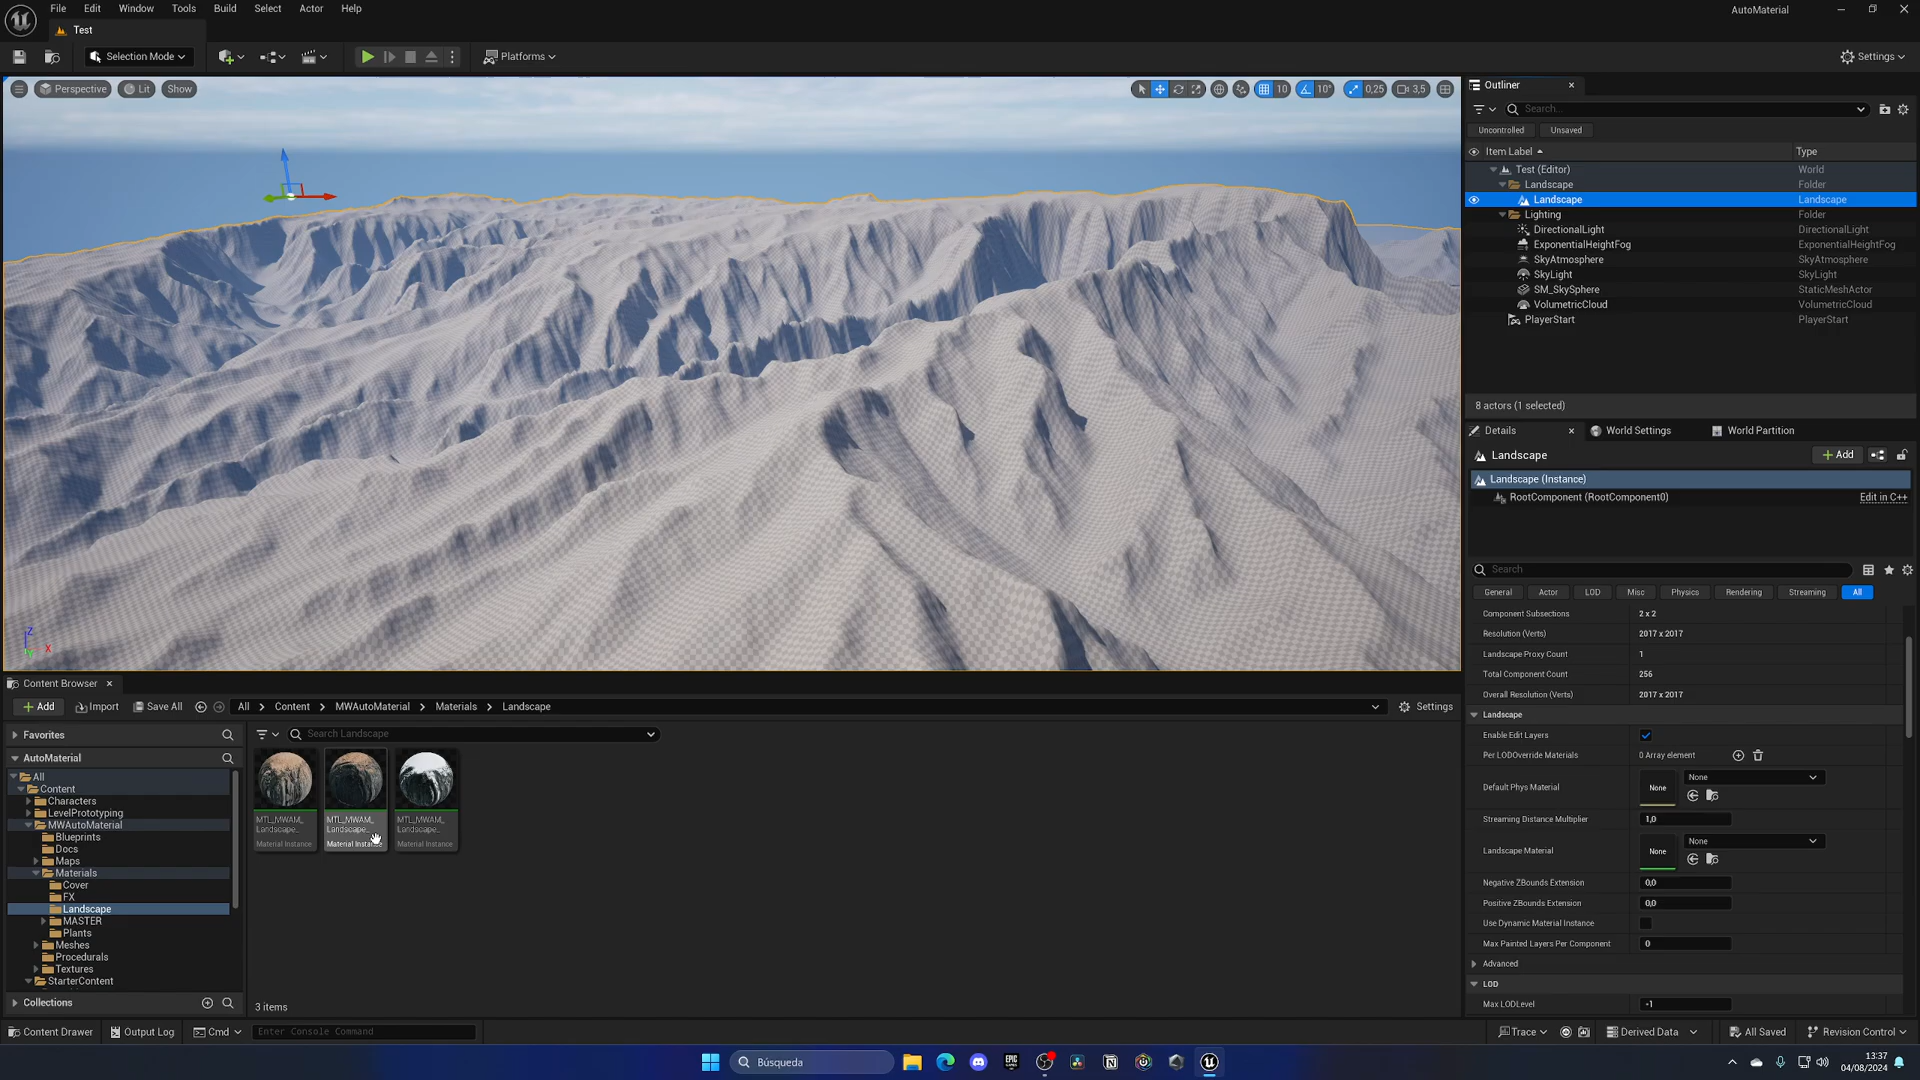 File Edit Window Tools Build Select Actor Help
AutoMaterial
Test
Selection Mode
Platforms
Settings
Perspective
Lit
Show
10
10°
0,25
3,5
Z
X
Outliner
Search...
Uncontrolled
Unsaved
Item Label
Type
Test (Editor) World
Landscape Folder
Landscape Landscape
Lighting Folder
DirectionalLight DirectionalLight
ExponentialHeightFog ExponentialHeightFog
SkyAtmosphere SkyAtmosphere
SkyLight SkyLight
SM_SkySphere StaticMeshActor
VolumetricCloud VolumetricCloud
PlayerStart PlayerStart
8 actors (1 selected)
Details
World Settings
World Partition
Landscape
Add
Landscape (Instance)
RootComponent (RootComponent0)
Edit in C++
Search
General Actor LOD Misc Physics Rendering Streaming All
Component Subsections 2 x 2
Resolution (Verts) 2017 x 2017
Landscape Proxy Count 1
Total Component Count 256
Overall Resolution (Verts) 2017 x 2017
Landscape
Enable Edit Layers
Per LODOverride Materials 0 Array element
Default Phys Material None None
Streaming Distance Multiplier 1,0
Landscape Material None None
Negative ZBounds Extension 0,0
Positive ZBounds Extension 0,0
Use Dynamic Material Instance
Max Painted Layers Per Component 0
Advanced
LOD
Max LODLevel -1
Content Browser
Add
Import
Save All
All Content MWAutoMaterial Materials Landscape
Settings
Favorites
AutoMaterial
All
Content
Characters
LevelPrototyping
MWAutoMaterial
Blueprints
Docs
Maps
Materials
Cover
FX
Landscape
MASTER
Plants
Meshes
Procedurals
Textures
StarterContent
Collections
Search Landscape
MTL_MWAM_
Landscape...
Material Instance
MTL_MWAM_
Landscape...
Material Instance
MTL_MWAM_
Landscape...
Material Instance
3 items
Content Drawer
Output Log
Cmd
Enter Console Command
Trace
Derived Data
All Saved
Revision Control
Búsqueda
EPIC
GAMES
13:37
04/08/2024